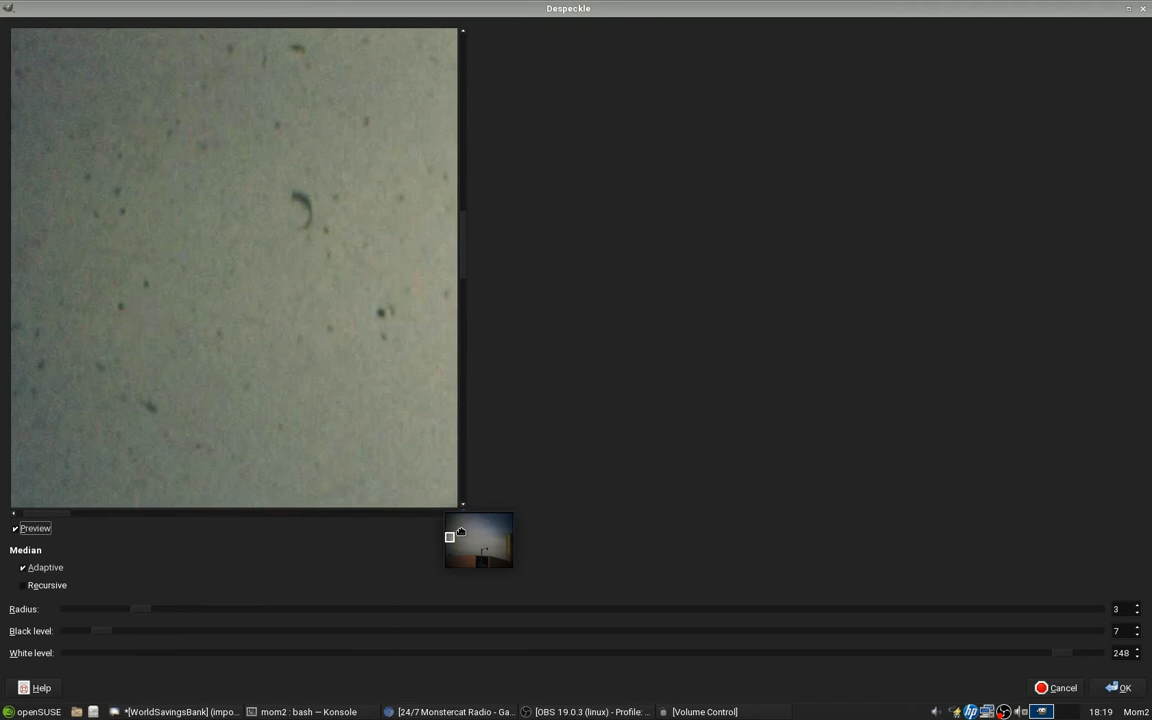 Despeckle
Preview
Median
Adaptive
Recursive
Radius: 3
Black level: 7
White level: 248
Help Cancel OK
openSUSE *[WorldSavingsBank] (impo... mom2 : bash — Konsole [24/7 Monstercat Radio - Ga... [OBS 19.0.3 (linux) - Profile: ... [Volume Control] hp 18:19 Mom2